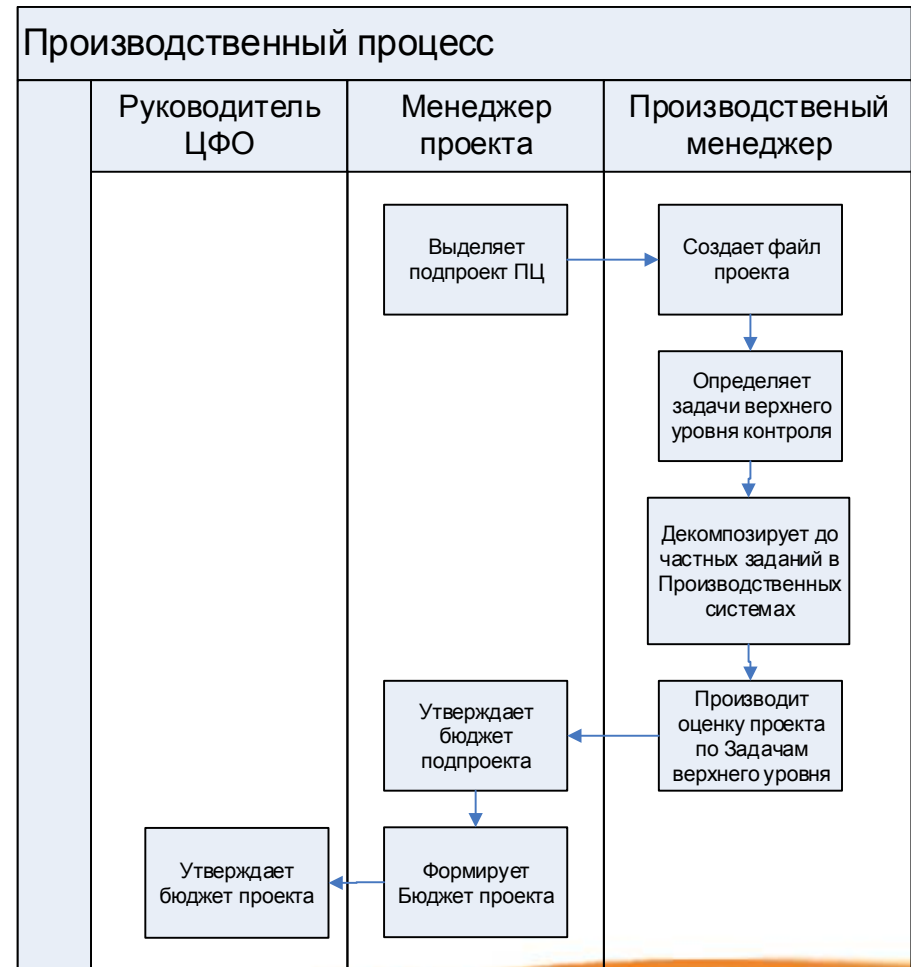 Производственный процесс
Руководитель
ЦФО
Менеджер
проекта
Производственый
менеджер
Выделяет
подпроект ПЦ
Создает файл
проекта
Определяет
задачи верхнего
уровня контроля
Декомпозирует до
частных заданий в
Производственных
системах
Производит
оценку проекта
по Задачам
верхнего уровня
Утверждает
бюджет
подпроекта
Формирует
Бюджет проекта
Утверждает
бюджет проекта